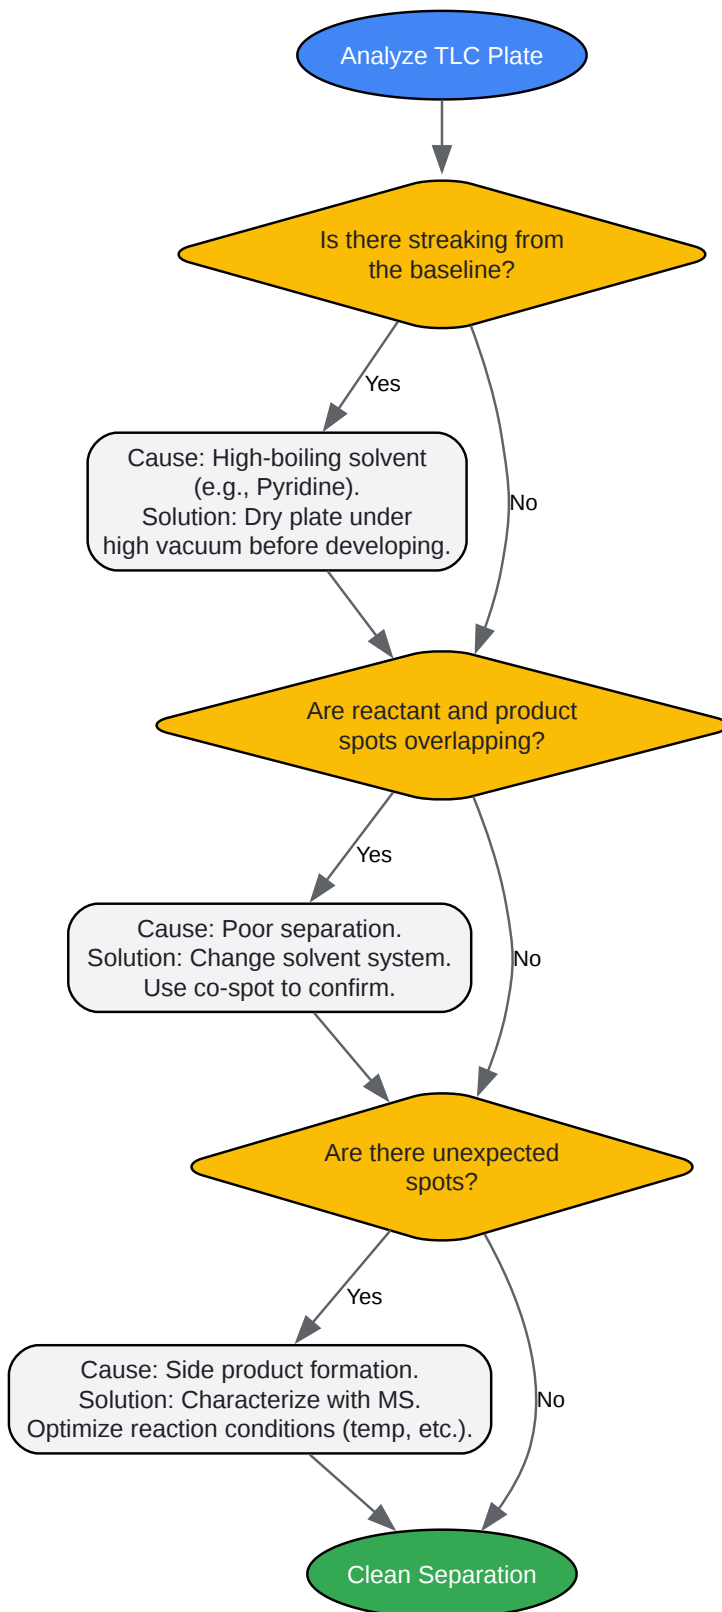 Analyze TLC Plate
Is there streaking from
the baseline?
Yes
No
Cause: High-boiling solvent
(e.g., Pyridine).
Solution: Dry plate under
high vacuum before developing.
Are reactant and product
spots overlapping?
Yes
No
Cause: Poor separation.
Solution: Change solvent system.
Use co-spot to confirm.
Are there unexpected
spots?
Yes
No
Cause: Side product formation.
Solution: Characterize with MS.
Optimize reaction conditions (temp, etc.).
Clean Separation